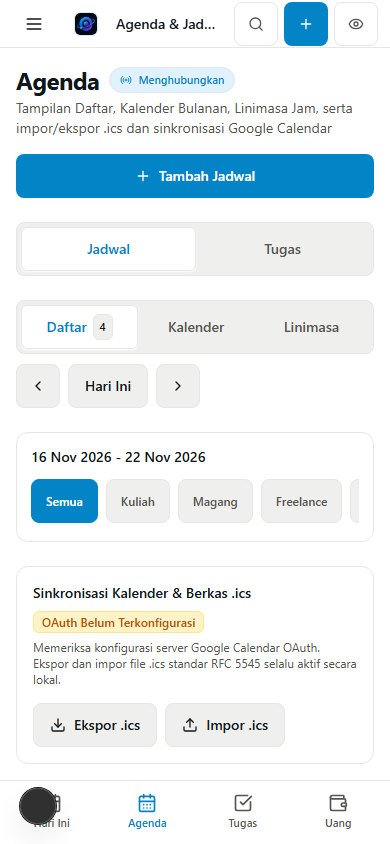 Agenda & Jad...
Agenda
Menghubungkan
Tampilan Daftar, Kalender Bulanan, Linimasa Jam, serta
impor/ekspor .ics dan sinkronisasi Google Calendar
Tambah Jadwal
Jadwal
Tugas
Daftar 4
Kalender
Linimasa
Hari Ini
16 Nov 2026 - 22 Nov 2026
Semua
Kuliah
Magang
Freelance
Sinkronisasi Kalender & Berkas .ics
OAuth Belum Terkonfigurasi
Memeriksa konfigurasi server Google Calendar OAuth.
Ekspor dan impor file .ics standar RFC 5545 selalu aktif secara
lokal.
Ekspor .ics
Impor .ics
Hari Ini
Agenda
Tugas
Uang